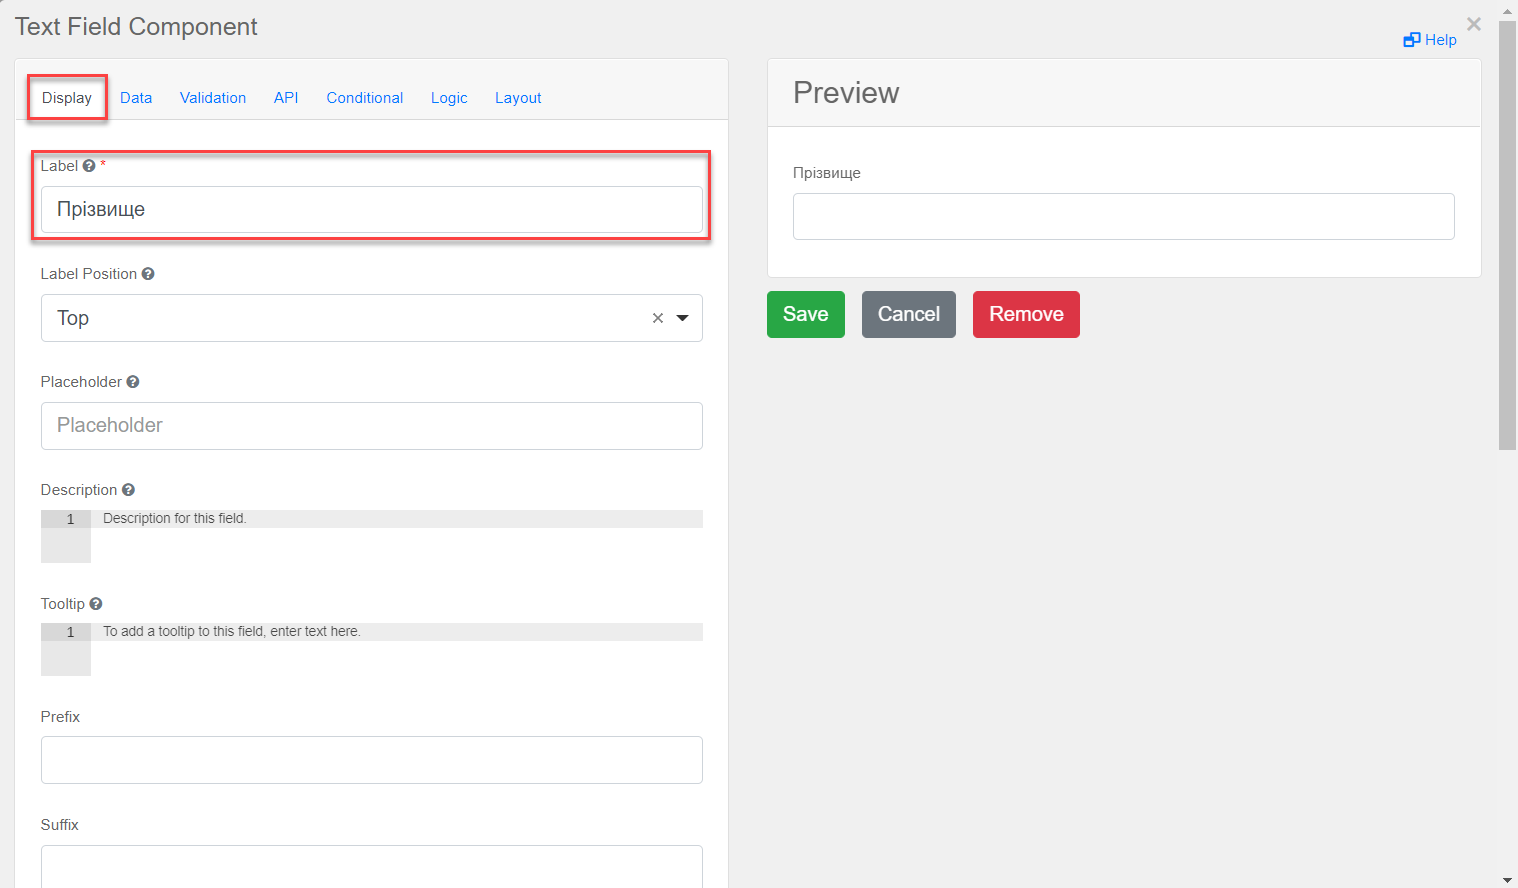 Text Field Component
Help
Display Data Validation API Conditional Logic Layout
Label *
Прізвище
Label Position
Top
Placeholder
Placeholder
Description
1 Description for this field.
Tooltip
1 To add a tooltip to this field, enter text here.
Prefix
Suffix
Preview
Прізвище
Save Cancel Remove